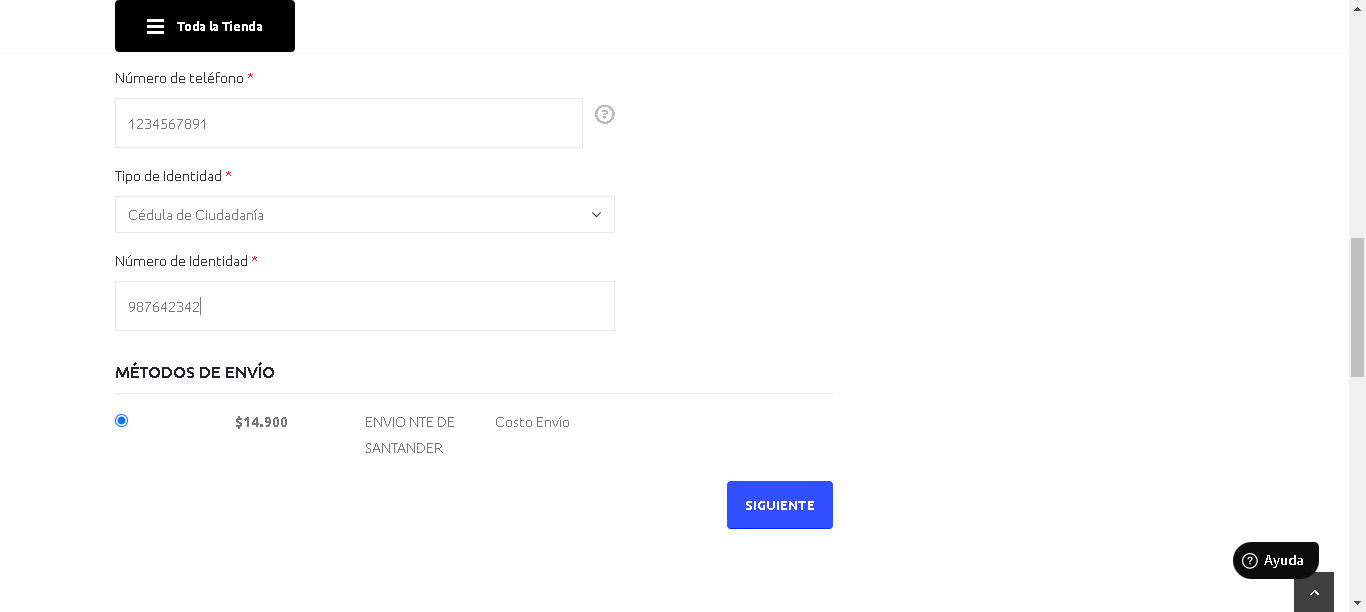 Toda la Tienda
Número de teléfono *
1234567891
Tipo de Identidad *
Cédula de Ciudadanía
Número de Identidad *
987642342
MÉTODOS DE ENVÍO
$14.900 ENVIO NTE DE Costo Envío
SANTANDER
SIGUIENTE
Ayuda